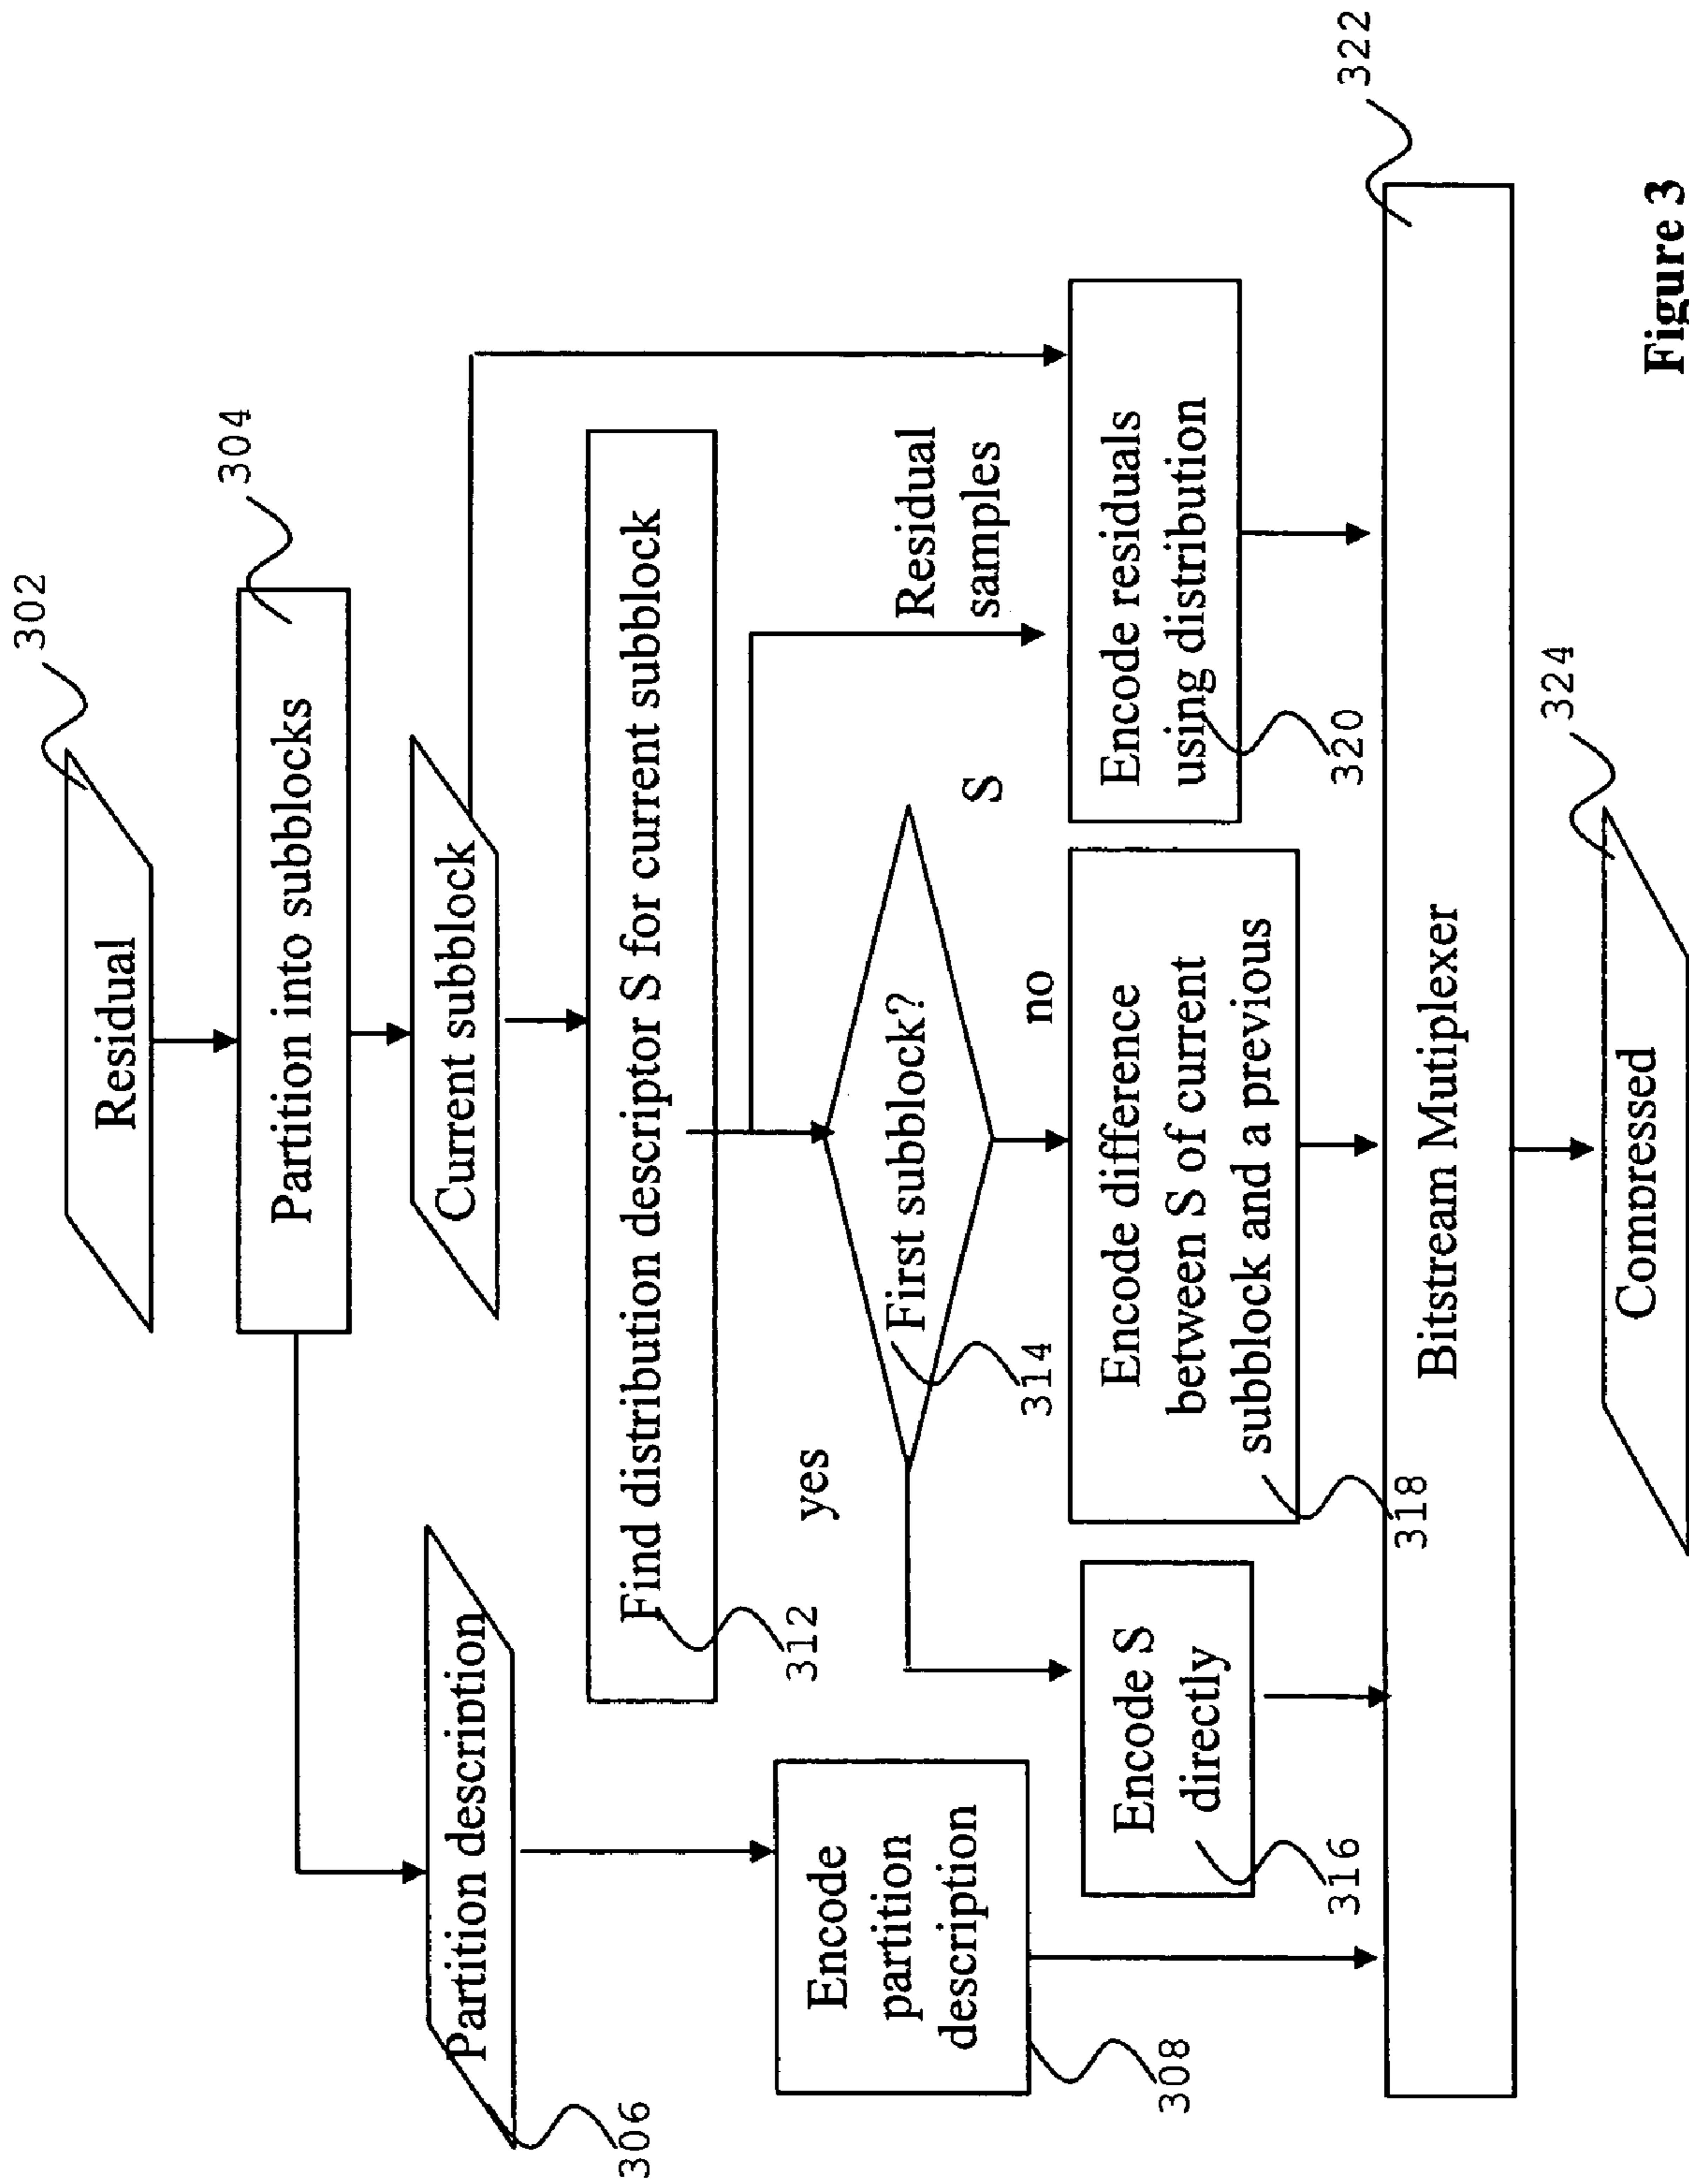 302
Residual
304
Partition into subblocks
306
Partition description
Current subblock
312
Find distribution descriptor S for current subblock
308
Encode
partition
description
yes
314
First subblock?
no
S
Residual
samples
316
Encode S
directly
318
Encode difference
between S of current
subblock and a previous
320
Encode residuals
using distribution
322
Bitstream Mutiplexer
324
Compressed
Figure 3